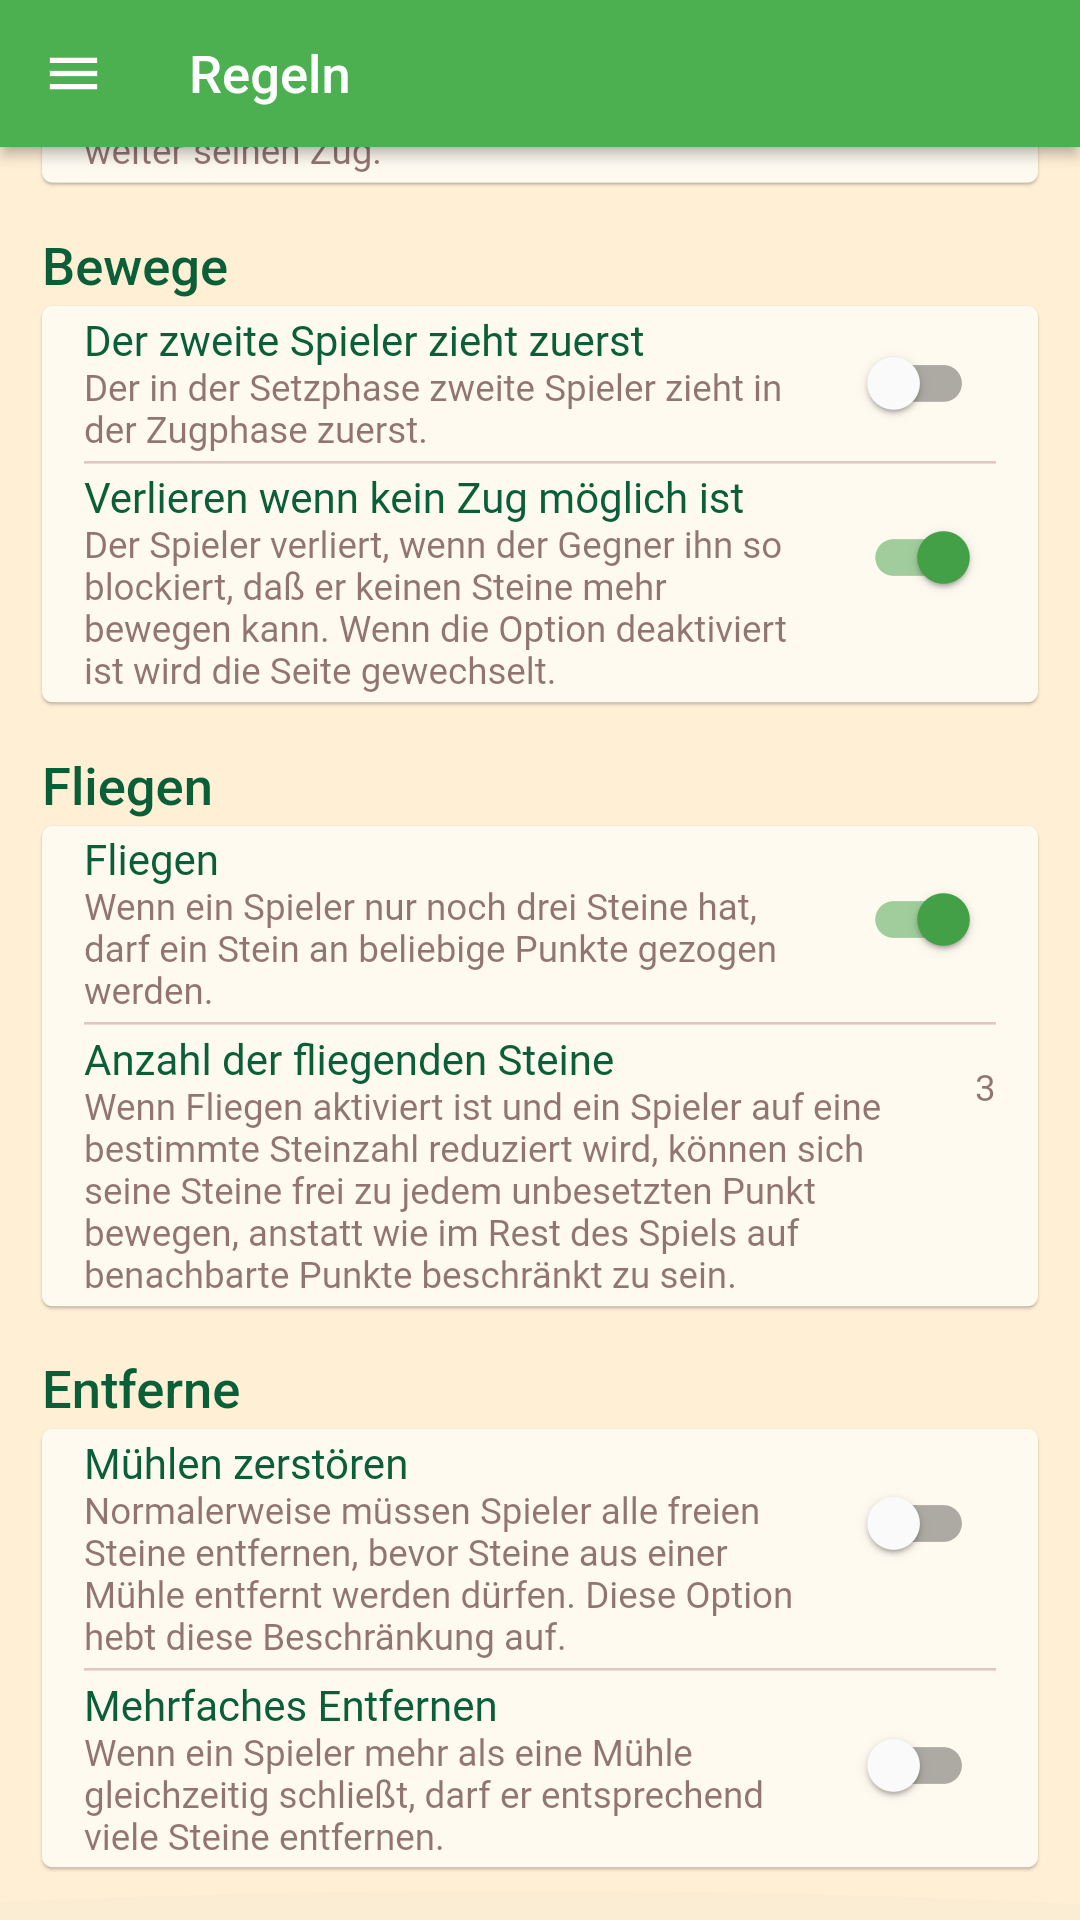 Regeln
weiter seinen Zug.
Bewege
Der zweite Spieler zieht zuerst
Der in der Setzphase zweite Spieler zieht in
der Zugphase zuerst.
Verlieren wenn kein Zug möglich ist
Der Spieler verliert, wenn der Gegner ihn so
blockiert, daß er keinen Steine mehr
bewegen kann. Wenn die Option deaktiviert
ist wird die Seite gewechselt.
Fliegen
Fliegen
Wenn ein Spieler nur noch drei Steine hat,
darf ein Stein an beliebige Punkte gezogen
werden.
Anzahl der fliegenden Steine
3
Wenn Fliegen aktiviert ist und ein Spieler auf eine
bestimmte Steinzahl reduziert wird, können sich
seine Steine frei zu jedem unbesetzten Punkt
bewegen, anstatt wie im Rest des Spiels auf
benachbarte Punkte beschränkt zu sein.
Entferne
Mühlen zerstören
Normalerweise müssen Spieler alle freien
Steine entfernen, bevor Steine aus einer
Mühle entfernt werden dürfen. Diese Option
hebt diese Beschränkung auf.
Mehrfaches Entfernen
Wenn ein Spieler mehr als eine Mühle
gleichzeitig schließt, darf er entsprechend
viele Steine entfernen.